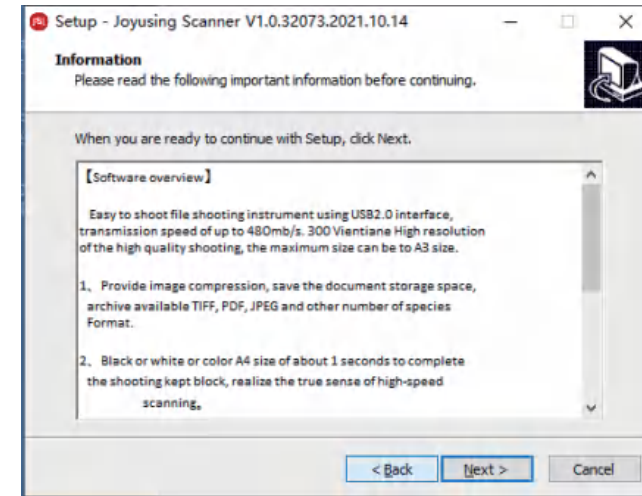 Setup - Joyusing Scanner V1.0.32073.2021.10.14
Information
Please read the following important information before continuing.
When you are ready to continue with Setup, click Next.
【Software overview】
Easy to shoot file shooting instrument using USB2.0 interface,
transmission speed of up to 480mb/s. 300 Vientiane High resolution
of the high quality shooting, the maximum size can be to A3 size.
1、Provide image compression, save the document storage space,
archive available TIFF, PDF, JPEG and other number of species
Format.
2、Black or white or color A4 size of about 1 seconds to complete
the shooting kept block, realize the true sense of high-speed
scanning。
< Back
Next >
Cancel